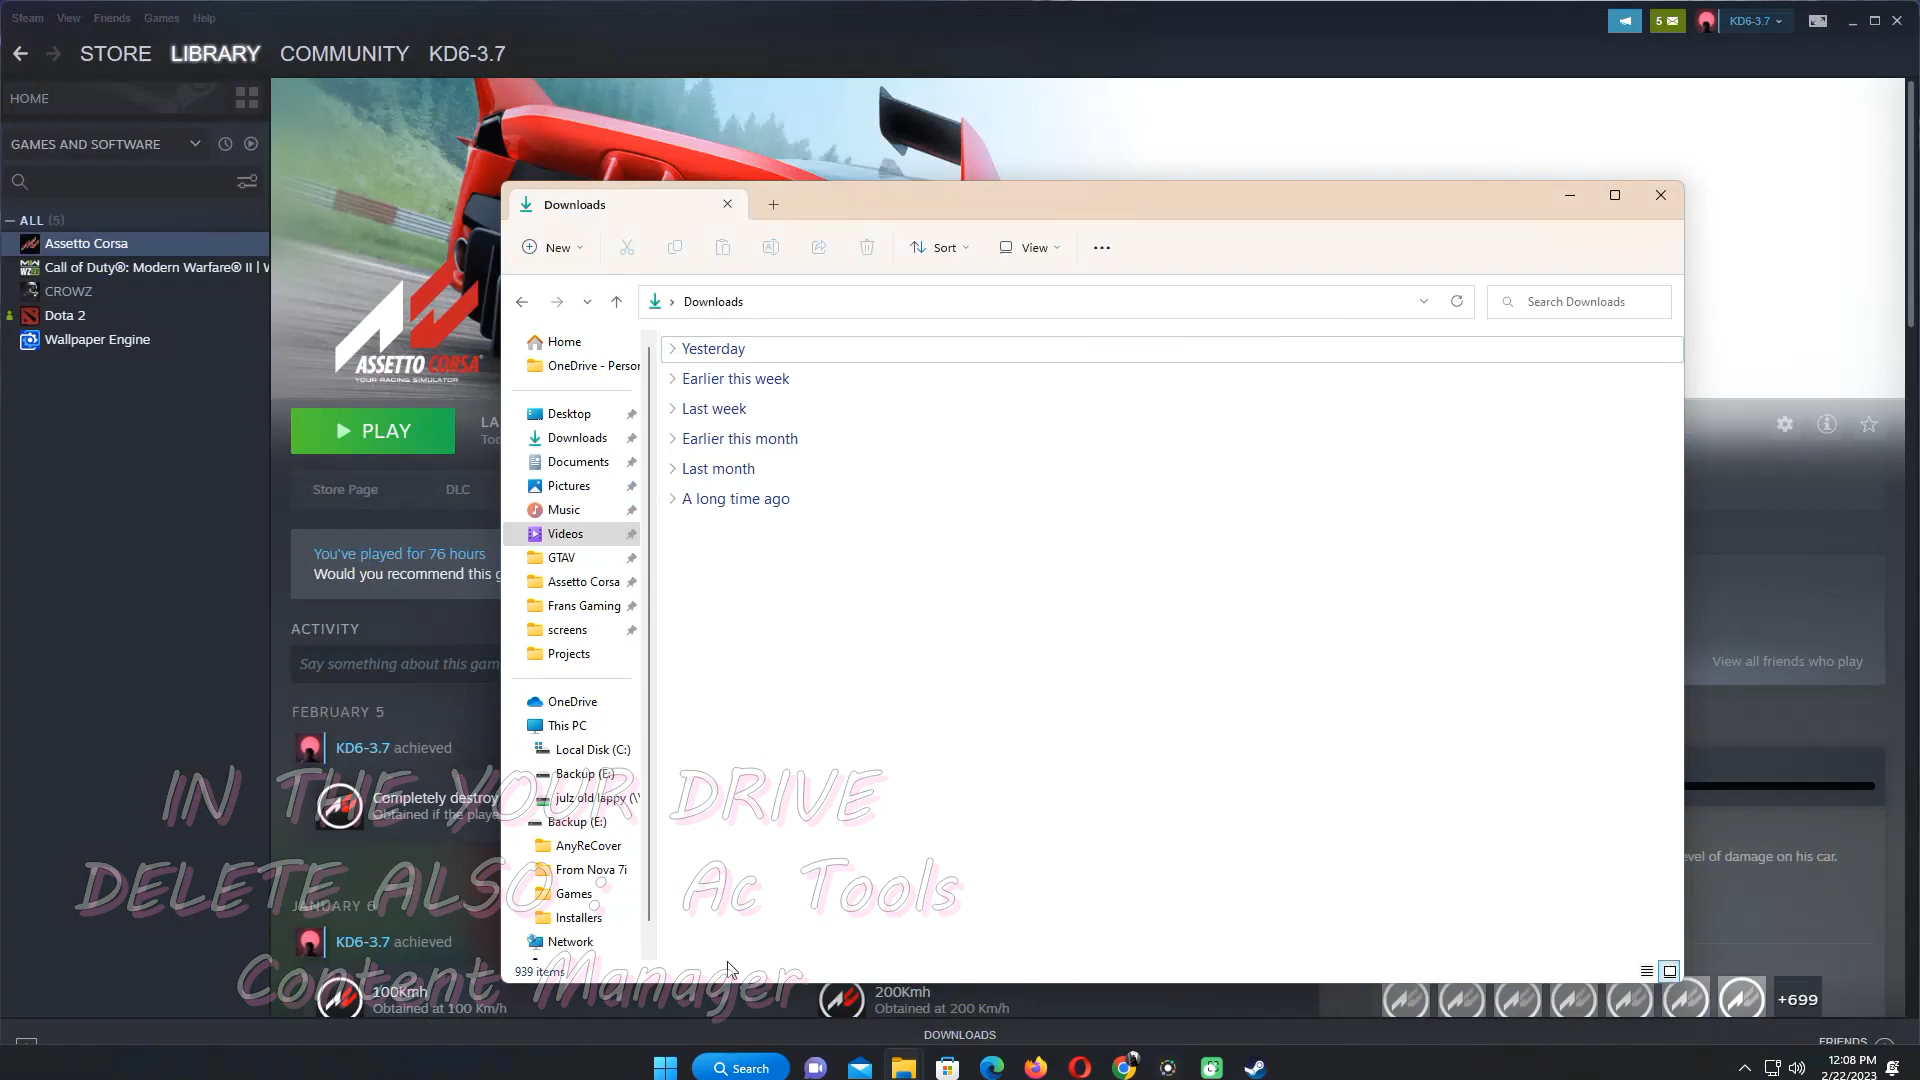 Steam View Friends Games Help
5
KD6-3.7
STORE LIBRARY COMMUNITY KD6-3.7
HOME
GAMES AND SOFTWARE
ALL (5)
Assetto Corsa
Call of Duty®: Modern Warfare® II | W
CROWZ
Dota 2
Wallpaper Engine
ASSETTO CORSA
YOUR RACING SIMULATOR
PLAY
LA
Tod
Store Page DLC
You've played for 76 hours
Would you recommend this g
ACTIVITY
Say something about this gam
FEBRUARY 5
KD6-3.7 achieved
Completely destroy
Obtained if the playe
JANUARY 6
KD6-3.7 achieved
100Kmh
Obtained at 100 Km/h
200Kmh
Obtained at 200 Km/h
View all friends who play
evel of damage on his car.
+699
DOWNLOADS
FRIENDS
Downloads
New
Sort
View
Downloads
Search Downloads
Home
OneDrive - Person
Desktop
Downloads
Documents
Pictures
Music
Videos
GTAV
Assetto Corsa
Frans Gaming
screens
Projects
OneDrive
This PC
Local Disk (C:)
Backup (E:)
julz old lappy (\\
Backup (E:)
AnyReCover
From Nova 7i
Games
Installers
Network
939 items
Yesterday
Earlier this week
Last week
Earlier this month
Last month
A long time ago
IN THE YOUR DRIVE
DELETE ALSO : Ac Tools
Content Manager
Search
12:08 PM
2/22/2023